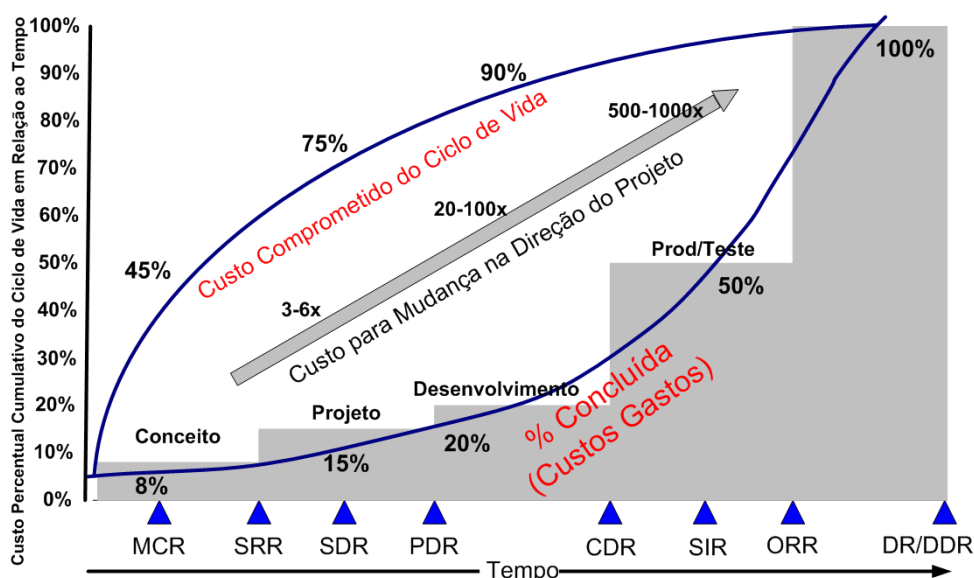 Custo Percentual Cumulativo do Ciclo de Vida em Relação ao Tempo
100%
90%
80%
70%
60%
50%
40%
30%
20%
10%
0%
45%
75%
90%
100%
Custo Comprometido do Ciclo de Vida
500-1000x
20-100x
3-6x
Custo para Mudança na Direção do Projeto
Conceito
8%
Projeto
15%
Desenvolvimento
20%
Prod/Teste
50%
% Concluída
(Custos Gastos)
MCR
SRR
SDR
PDR
CDR
SIR
ORR
DR/DDR
Tempo